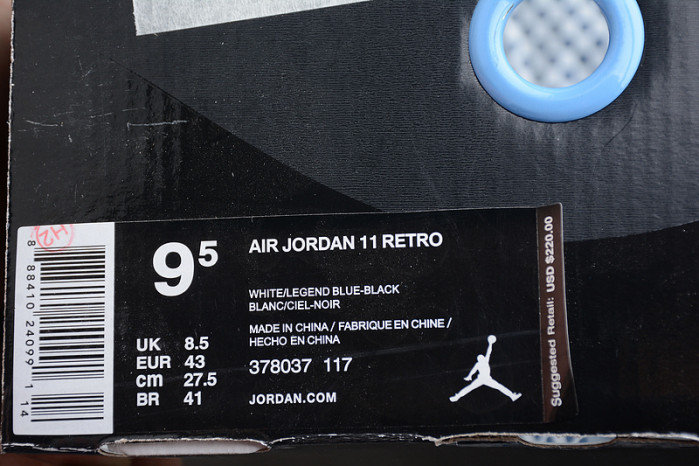 H2
8 88410 24099 1 14
9⁵
AIR JORDAN 11 RETRO
WHITE/LEGEND BLUE-BLACK
BLANC/CIEL-NOIR
MADE IN CHINA / FABRIQUE EN CHINE /
HECHO EN CHINA
UK 8.5
EUR 43
cm 27.5
BR 41
378037 117
JORDAN.COM
Suggested Retail: USD $220.00